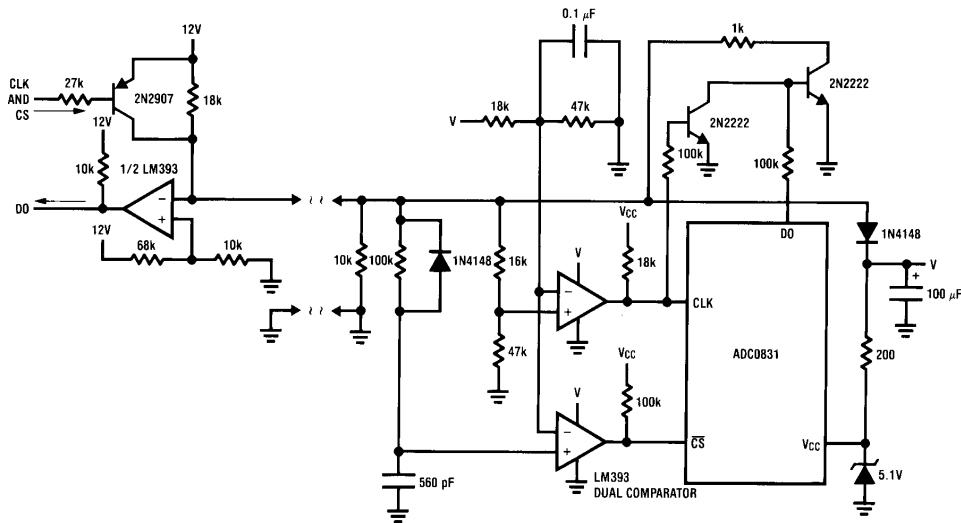 0.1 μF
1k
12V
CLK
AND
CS
27k
2N2907
18k
12V
10k
1/2 LM393
−
+
DO
12V
68k
10k
V
18k
47k
2N2222
2N2222
100k
100k
10k
100k
1N4148
16k
47k
VCC
18k
V
−
+
DO
CLK
ADC0831
CS
VCC
1N4148
V
+
100 μF
200
5.1V
VCC
100k
V
−
+
560 pF
LM393
DUAL COMPARATOR